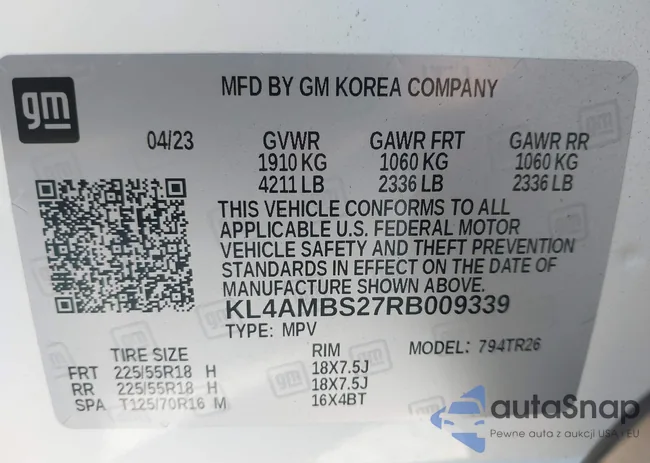 gm
MFD BY GM KOREA COMPANY
04/23 GVWR GAWR FRT GAWR RR
1910 KG 1060 KG 1060 KG
4211 LB 2336 LB 2336 LB
THIS VEHICLE CONFORMS TO ALL
APPLICABLE U.S. FEDERAL MOTOR
VEHICLE SAFETY AND THEFT PREVENTION
STANDARDS IN EFFECT ON THE DATE OF
MANUFACTURE SHOWN ABOVE.
KL4AMBS27RB009339
TYPE: MPV
TIRE SIZE RIM MODEL: 794TR26
FRT 225/55R18 H 18X7.5J
RR 225/55R18 H 18X7.5J
SPA T125/70R16 M 16X4BT
autoSnap
Pewne auta z aukcji USA i EU